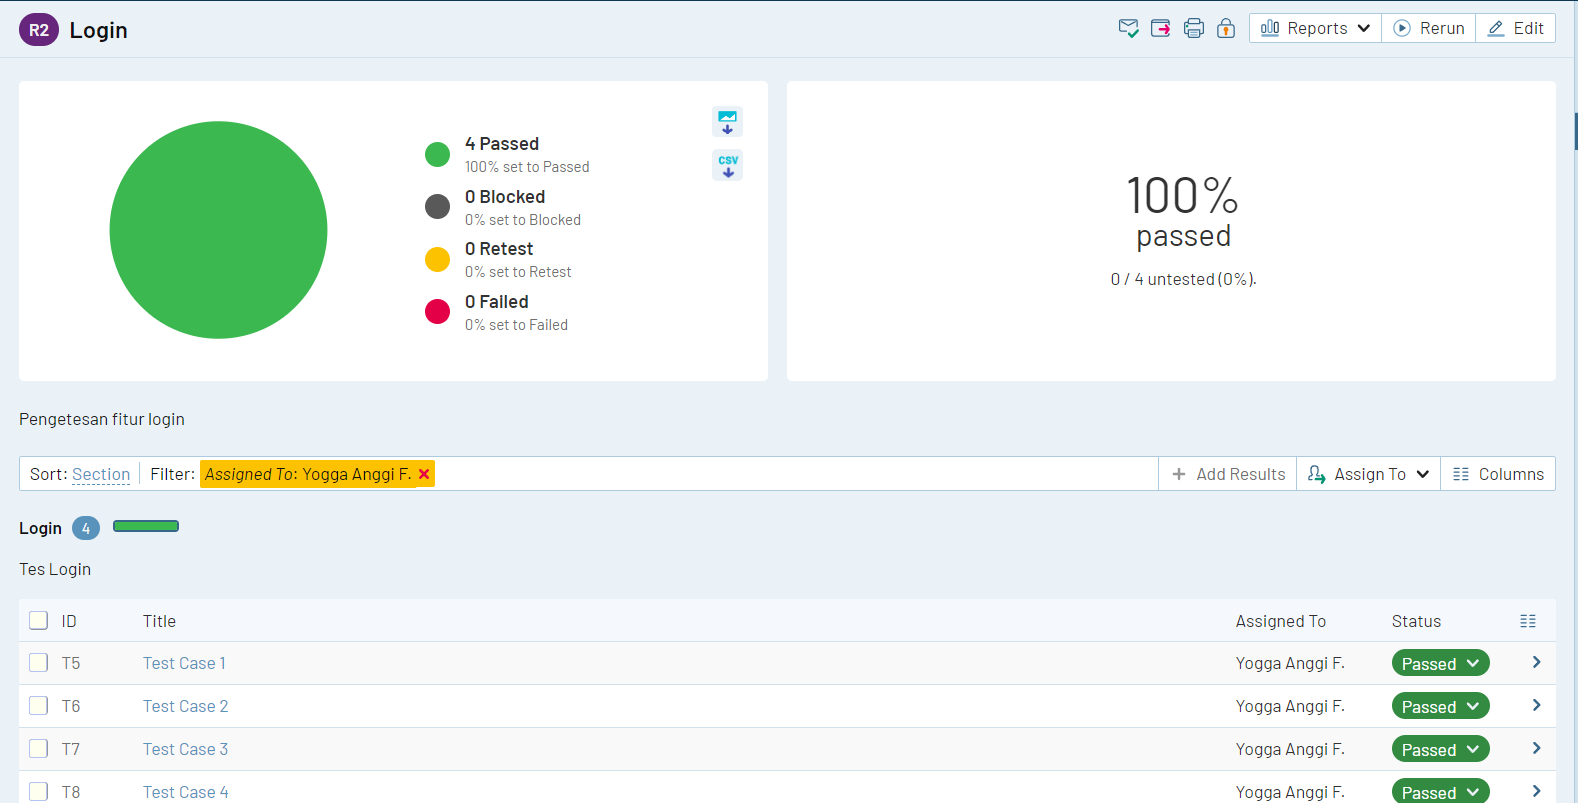 R2 Login
Reports Rerun Edit
4 Passed
100% set to Passed
0 Blocked
0% set to Blocked
0 Retest
0% set to Retest
0 Failed
0% set to Failed
CSV
100%
passed
0 / 4 untested (0%).
Pengetesan fitur login
Sort: Section Filter: Assigned To: Yogga Anggi F. Add Results Assign To Columns
Login 4
Tes Login
ID Title Assigned To Status
T5 Test Case 1 Yogga Anggi F. Passed
T6 Test Case 2 Yogga Anggi F. Passed
T7 Test Case 3 Yogga Anggi F. Passed
T8 Test Case 4 Yogga Anggi F. Passed